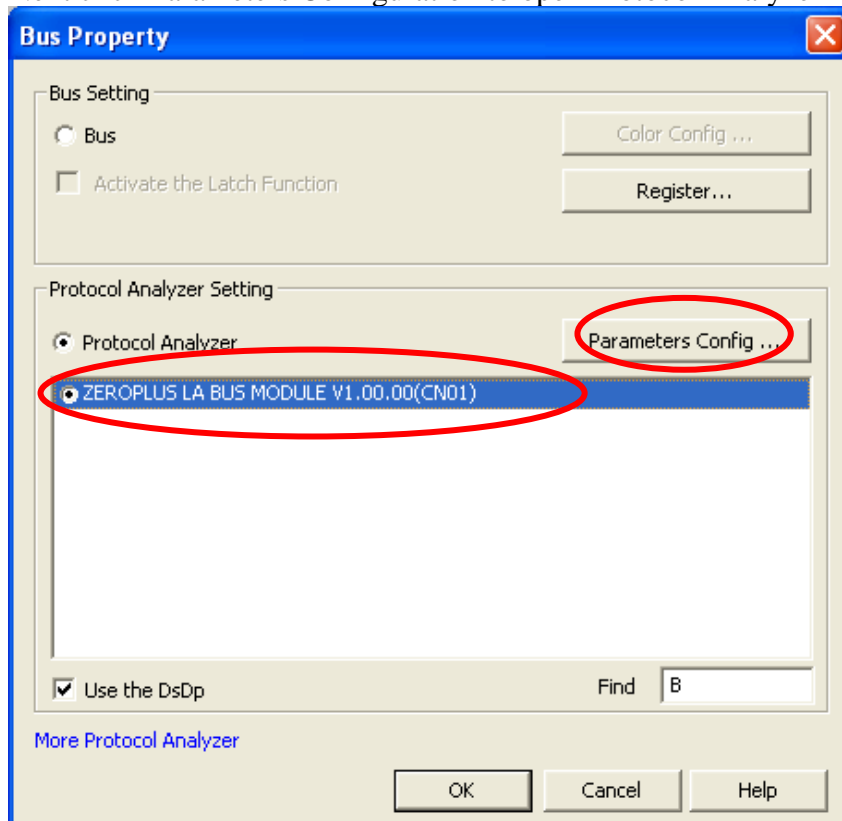 Bus Property
Bus Setting
Bus
Color Config ...
Activate the Latch Function
Register...
Protocol Analyzer Setting
Protocol Analyzer
Parameters Config ...
ZEROPLUS LA BUS MODULE V1.00.00(CN01)
Use the DsDp
Find B
More Protocol Analyzer
OK Cancel Help